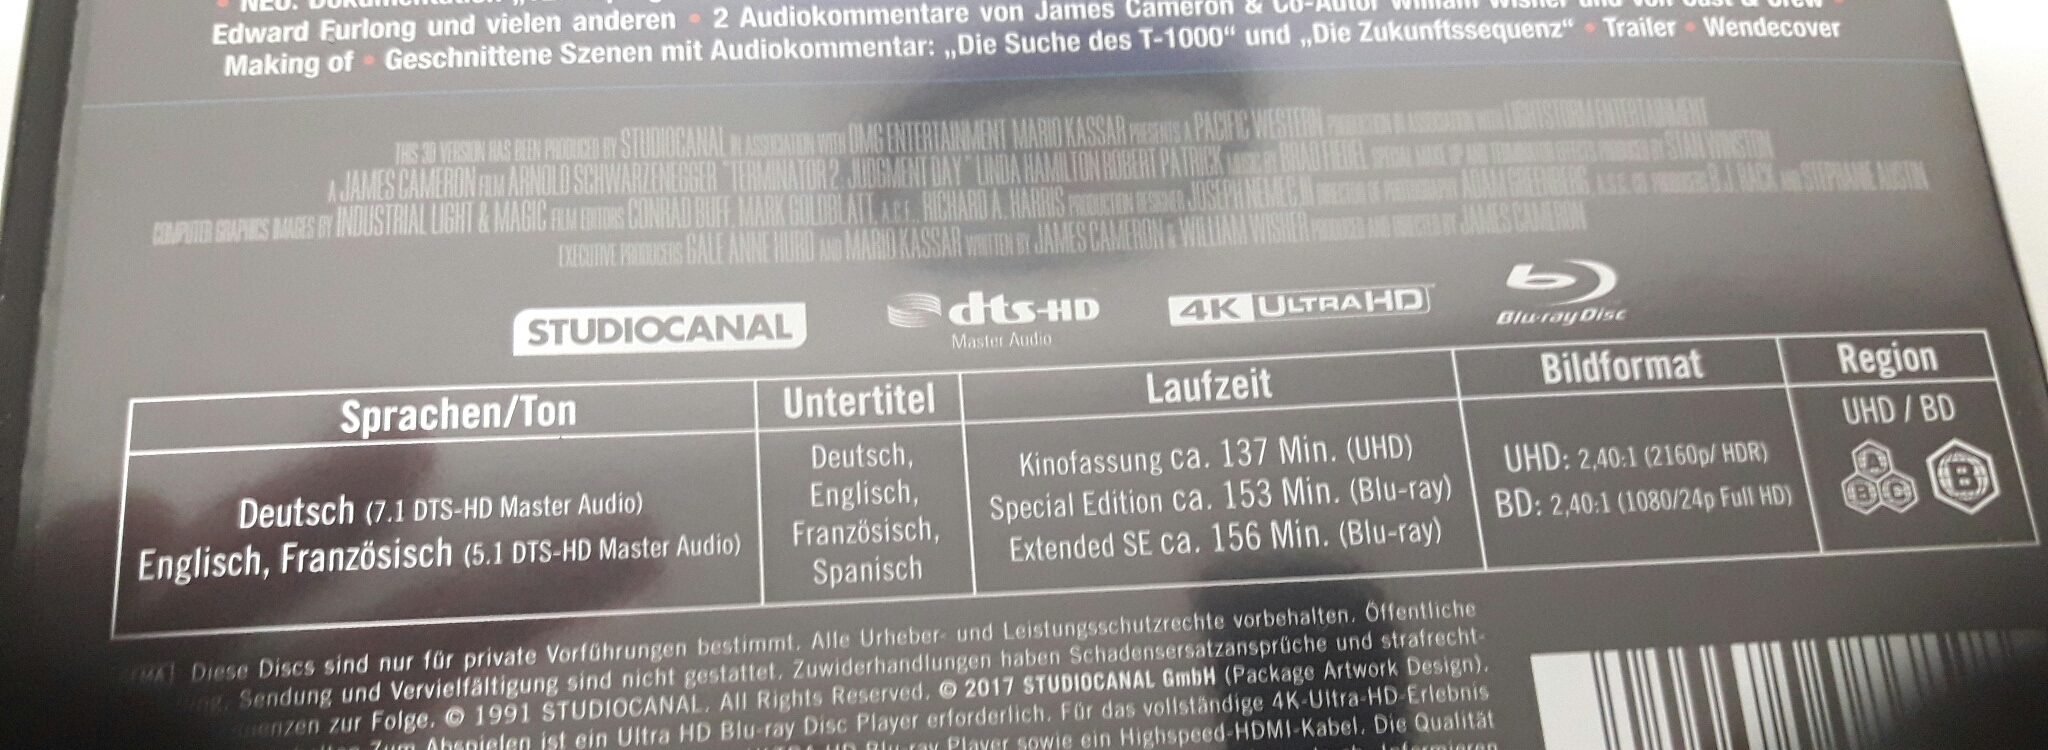 • NEU: Dokumentation
Edward Furlong und vielen anderen • 2 Audiokommentare von James Cameron & Co-Autor William Wisher und von Cast & Crew •
Making of • Geschnittene Szenen mit Audiokommentar: „Die Suche des T-1000“ und „Die Zukunftssequenz“ • Trailer • Wendecover
THIS 3D VERSION HAS BEEN PRODUCED BY STUDIOCANAL IN ASSOCIATION WITH DMG ENTERTAINMENT MARIO KASSAR PRESENTS A PACIFIC WESTERN PRODUCTION IN ASSOCIATION WITH LIGHTSTORM ENTERTAINMENT
A JAMES CAMERON FILM ARNOLD SCHWARZENEGGER "TERMINATOR 2: JUDGMENT DAY" LINDA HAMILTON ROBERT PATRICK MUSIC BY BRAD FIEDEL SPECIAL MAKE UP AND TERMINATOR EFFECTS PRODUCED BY STAN WINSTON
COMPUTER GRAPHICS IMAGES BY INDUSTRIAL LIGHT & MAGIC FILM EDITORS CONRAD BUFF, MARK GOLDBLATT, A.C.E., RICHARD A. HARRIS PRODUCTION DESIGNER JOSEPH NEMEC III DIRECTOR OF PHOTOGRAPHY ADAM GREENBERG, A.S.C. CO PRODUCERS B.J. RACK AND STEPHANIE AUSTIN
EXECUTIVE PRODUCERS GALE ANNE HURD AND MARIO KASSAR WRITTEN BY JAMES CAMERON & WILLIAM WISHER PRODUCED AND DIRECTED BY JAMES CAMERON
STUDIOCANAL dts-HD Master Audio 4K ULTRA HD Blu-ray Disc
Sprachen/Ton Untertitel Laufzeit Bildformat Region
Deutsch (7.1 DTS-HD Master Audio)
Englisch, Französisch (5.1 DTS-HD Master Audio)
Deutsch,
Englisch,
Französisch,
Spanisch
Kinofassung ca. 137 Min. (UHD)
Special Edition ca. 153 Min. (Blu-ray)
Extended SE ca. 156 Min. (Blu-ray)
UHD: 2,40:1 (2160p/ HDR)
BD: 2,40:1 (1080/24p Full HD)
UHD / BD
A B C B
Diese Discs sind nur für private Vorführungen bestimmt. Alle Urheber- und Leistungsschutzrechte vorbehalten. Öffentliche
Sendung und Vervielfältigung sind nicht gestattet. Zuwiderhandlungen haben Schadensersatzansprüche und strafrecht-
zur Folge. © 1991 STUDIOCANAL. All Rights Reserved. © 2017 STUDIOCANAL GmbH (Package Artwork Design).
Zum Abspielen ist ein Ultra HD Blu-ray Disc Player erforderlich. Für das vollständige 4K-Ultra-HD-Erlebnis
HD Blu-ray Player sowie ein Highspeed-HDMI-Kabel. Die Qualität